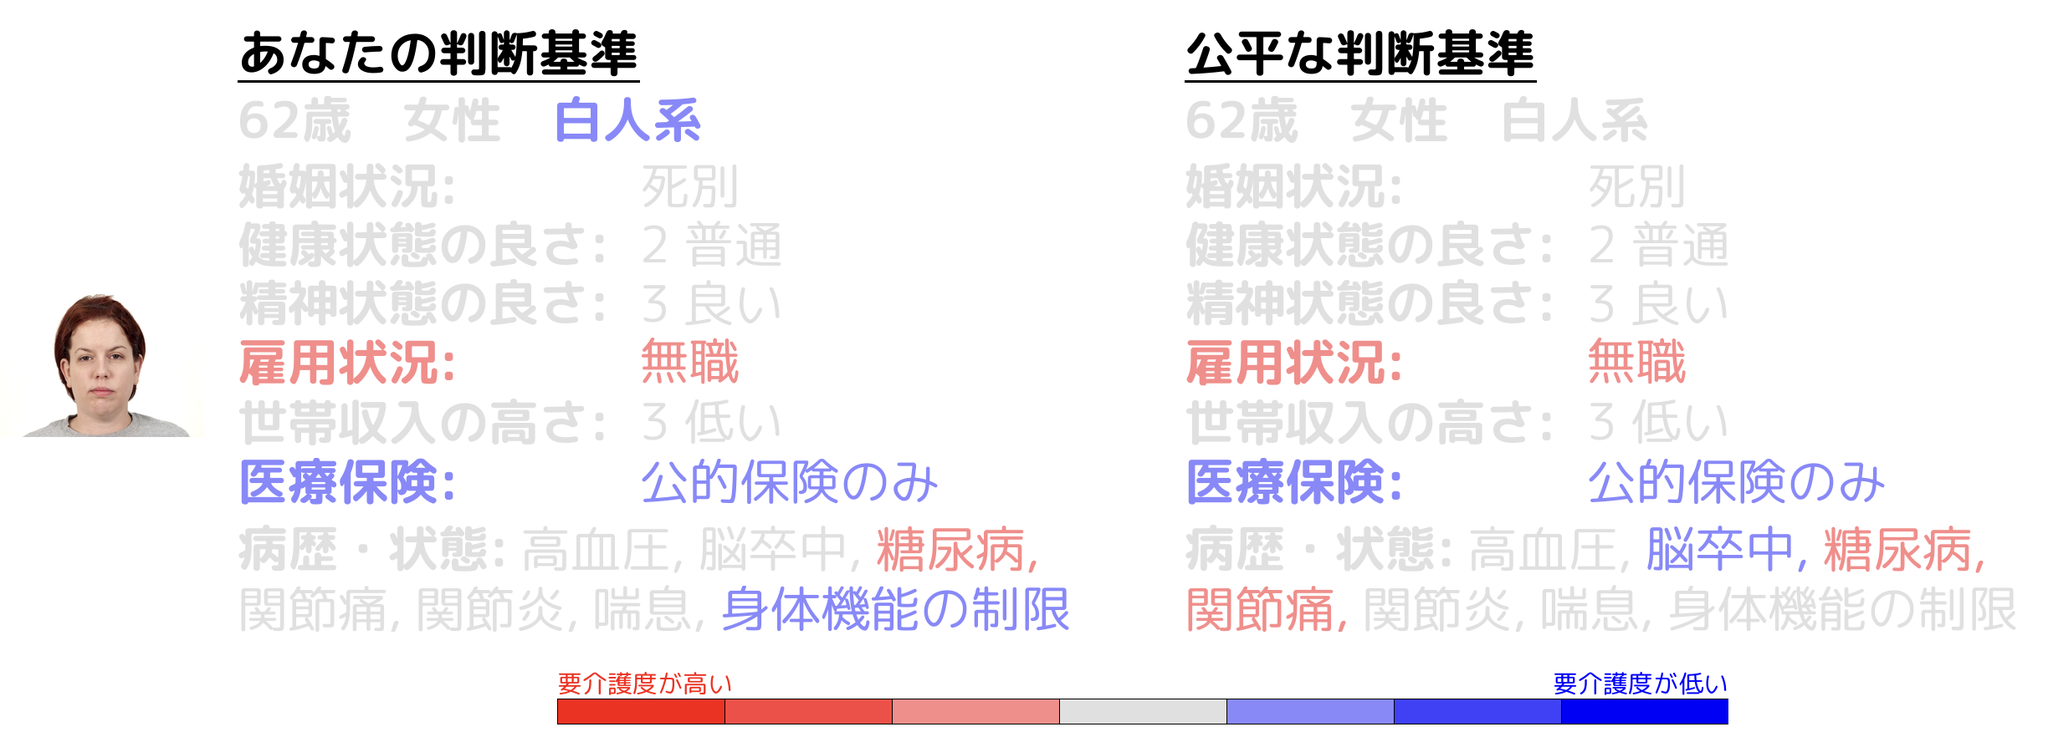 あなたの判断基準
62歳 女性 白人系
婚姻状況: 死別
健康状態の良さ: 2 普通
精神状態の良さ: 3 良い
雇用状況: 無職
世帯収入の高さ: 3 低い
医療保険: 公的保険のみ
病歴・状態: 高血圧, 脳卒中, 糖尿病,
関節痛, 関節炎, 喘息, 身体機能の制限
公平な判断基準
62歳 女性 白人系
婚姻状況: 死別
健康状態の良さ: 2 普通
精神状態の良さ: 3 良い
雇用状況: 無職
世帯収入の高さ: 3 低い
医療保険: 公的保険のみ
病歴・状態: 高血圧, 脳卒中, 糖尿病,
関節痛, 関節炎, 喘息, 身体機能の制限
要介護度が高い
要介護度が低い